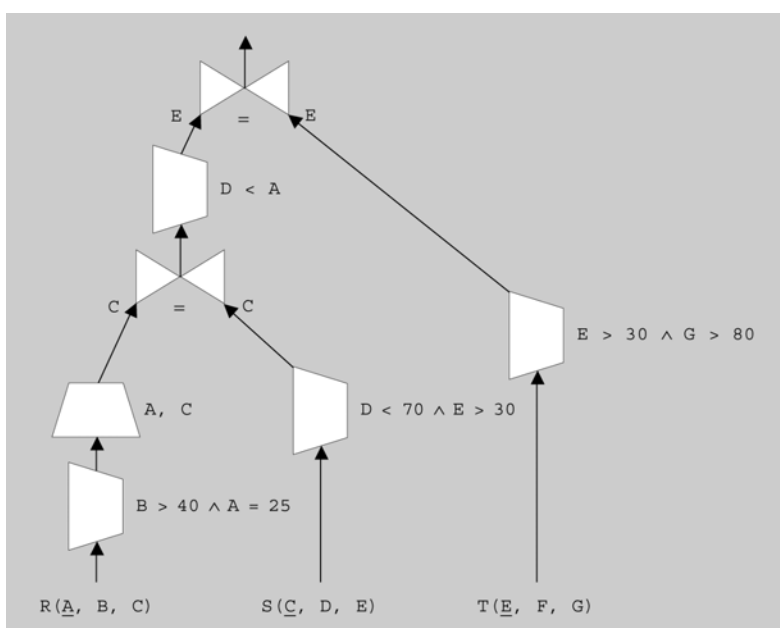 E = E
D < A
C = C
E > 30 ∧ G > 80
A, C
D < 70 ∧ E > 30
B > 40 ∧ A = 25
R(A, B, C) S(C, D, E) T(E, F, G)